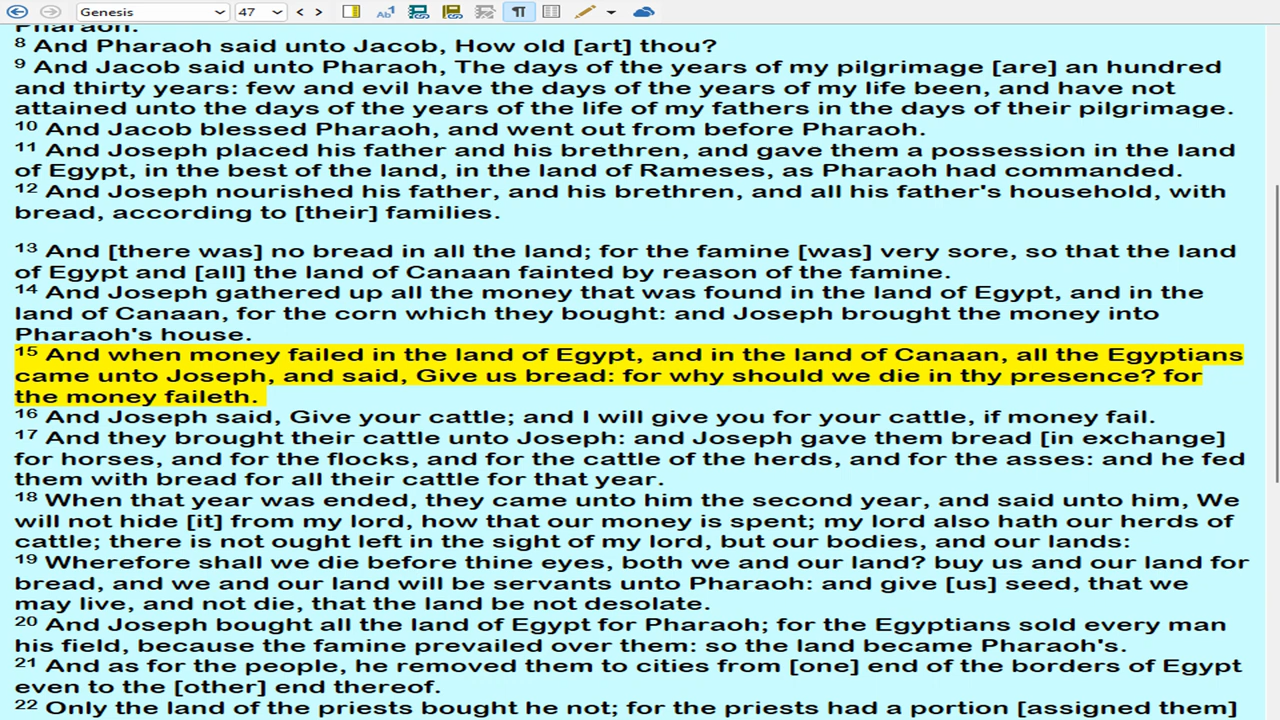 Genesis 47 < > Ab¹ ¶
Pharaoh.
8 And Pharaoh said unto Jacob, How old [art] thou?
9 And Jacob said unto Pharaoh, The days of the years of my pilgrimage [are] an hundred
and thirty years: few and evil have the days of the years of my life been, and have not
attained unto the days of the years of the life of my fathers in the days of their pilgrimage.
10 And Jacob blessed Pharaoh, and went out from before Pharaoh.
11 And Joseph placed his father and his brethren, and gave them a possession in the land
of Egypt, in the best of the land, in the land of Rameses, as Pharaoh had commanded.
12 And Joseph nourished his father, and his brethren, and all his father's household, with
bread, according to [their] families.
13 And [there was] no bread in all the land; for the famine [was] very sore, so that the land
of Egypt and [all] the land of Canaan fainted by reason of the famine.
14 And Joseph gathered up all the money that was found in the land of Egypt, and in the
land of Canaan, for the corn which they bought: and Joseph brought the money into
Pharaoh's house.
15 And when money failed in the land of Egypt, and in the land of Canaan, all the Egyptians
came unto Joseph, and said, Give us bread: for why should we die in thy presence? for
the money faileth.
16 And Joseph said, Give your cattle; and I will give you for your cattle, if money fail.
17 And they brought their cattle unto Joseph: and Joseph gave them bread [in exchange]
for horses, and for the flocks, and for the cattle of the herds, and for the asses: and he fed
them with bread for all their cattle for that year.
18 When that year was ended, they came unto him the second year, and said unto him, We
will not hide [it] from my lord, how that our money is spent; my lord also hath our herds of
cattle; there is not ought left in the sight of my lord, but our bodies, and our lands:
19 Wherefore shall we die before thine eyes, both we and our land? buy us and our land for
bread, and we and our land will be servants unto Pharaoh: and give [us] seed, that we
may live, and not die, that the land be not desolate.
20 And Joseph bought all the land of Egypt for Pharaoh; for the Egyptians sold every man
his field, because the famine prevailed over them: so the land became Pharaoh's.
21 And as for the people, he removed them to cities from [one] end of the borders of Egypt
even to the [other] end thereof.
22 Only the land of the priests bought he not; for the priests had a portion [assigned them]